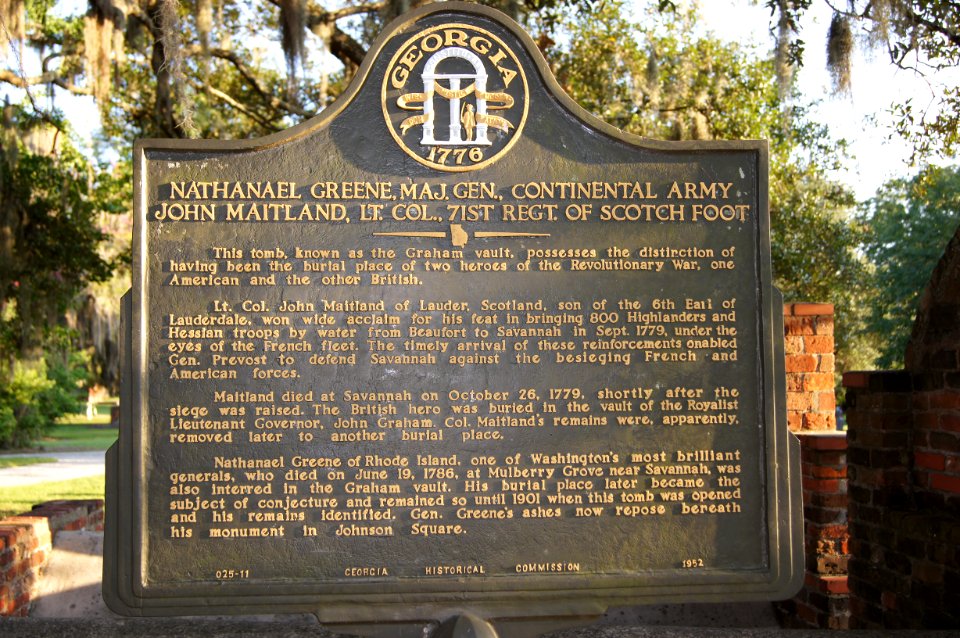 GEORGIA
1776
NATHANAEL GREENE, MAJ. GEN., CONTINENTAL ARMY
JOHN MAITLAND, LT. COL., 71ST REGT. OF SCOTCH FOOT
This tomb, known as the Graham vault, possesses the distinction of
having been the burial place of two heroes of the Revolutionary War, one
American and the other British.
Lt. Col. John Maitland of Lauder, Scotland, son of the 6th Earl of
Lauderdale, won wide acclaim for his feat in bringing 800 Highlanders and
Hessian troops by water from Beaufort to Savannah in Sept. 1779, under the
eyes of the French fleet. The timely arrival of these reinforcements enabled
Gen. Prevost to defend Savannah against the besieging French and
American forces.
Maitland died at Savannah on October 26, 1779, shortly after the
siege was raised. The British hero was buried in the vault of the Royalist
Lieutenant Governor, John Graham. Col. Maitland's remains were, apparently,
removed later to another burial place.
Nathanael Greene of Rhode Island, one of Washington's most brilliant
generals, who died on June 19, 1786, at Mulberry Grove near Savannah, was
also interred in the Graham vault. His burial place later became the
subject of conjecture and remained so until 1901 when this tomb was opened
and his remains identified. Gen. Greene's ashes now repose beneath
his monument in Johnson Square.
025-11 GEORGIA HISTORICAL COMMISSION 1952